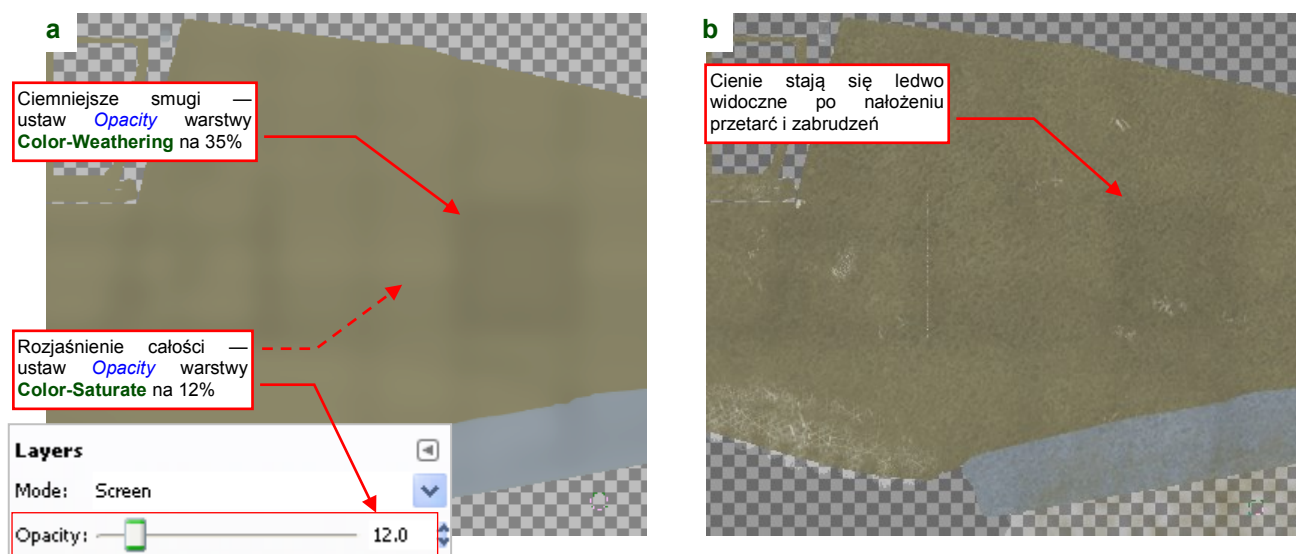 a
Ciemniejsze smugi —
ustaw Opacity warstwy
Color-Weathering na 35%
Rozjaśnienie całości —
ustaw Opacity warstwy
Color-Saturate na 12%
Layers
Mode: Screen
Opacity: 12.0
b
Cienie stają się ledwo
widoczne po nałożeniu
przetarć i zabrudzeń